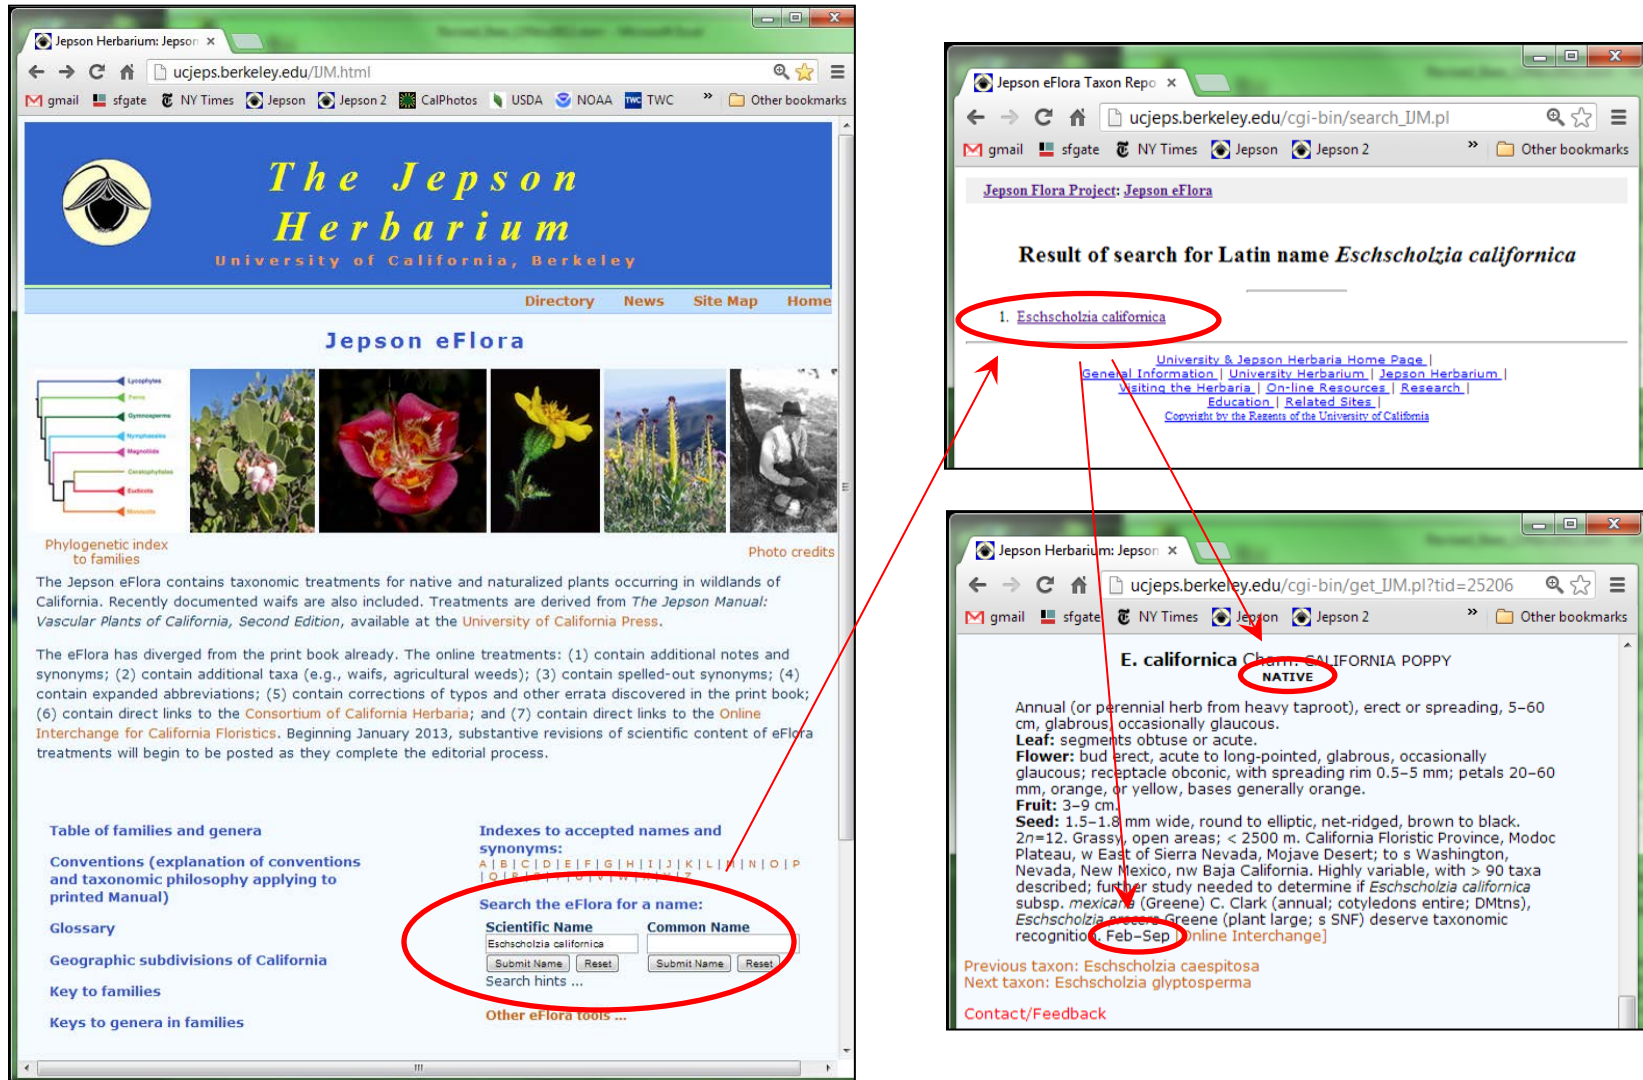 Jepson Herbarium: Jepson
ucjeps.berkeley.edu/IJM.html
gmail sfgate NY Times Jepson Jepson 2 CalPhotos USDA NOAA TWC TWC » Other bookmarks
The Jepson
Herbarium
University of California, Berkeley
Directory News Site Map Home
Jepson eFlora
Lycophytes
Ferns
Gymnosperms
Nymphaeales
Magnoliids
Ceratophyllales
Eudicots
Monocots
Phylogenetic index
to families
Photo credits
The Jepson eFlora contains taxonomic treatments for native and naturalized plants occurring in wildlands of
California. Recently documented waifs are also included. Treatments are derived from The Jepson Manual:
Vascular Plants of California, Second Edition, available at the University of California Press.
The eFlora has diverged from the print book already. The online treatments: (1) contain additional notes and
synonyms; (2) contain additional taxa (e.g., waifs, agricultural weeds); (3) contain spelled-out synonyms; (4)
contain expanded abbreviations; (5) contain corrections of typos and other errata discovered in the print book;
(6) contain direct links to the Consortium of California Herbaria; and (7) contain direct links to the Online
Interchange for California Floristics. Beginning January 2013, substantive revisions of scientific content of eFlora
treatments will begin to be posted as they complete the editorial process.
Table of families and genera
Conventions (explanation of conventions
and taxonomic philosophy applying to
printed Manual)
Glossary
Geographic subdivisions of California
Key to families
Keys to genera in families
Indexes to accepted names and
synonyms:
A | B | C | D | E | F | G | H | I | J | K | L | M | N | O | P
| Q | R | S | T | U | V | W | X | Y | Z
Search the eFlora for a name:
Scientific Name Common Name
Eschscholzia californica
Submit Name Reset Submit Name Reset
Search hints ...
Other eFlora tools ...
Jepson eFlora Taxon Repo
ucjeps.berkeley.edu/cgi-bin/search_IJM.pl
gmail sfgate NY Times Jepson Jepson 2 » Other bookmarks
Jepson Flora Project: Jepson eFlora
Result of search for Latin name Eschscholzia californica
1. Eschscholzia californica
University & Jepson Herbaria Home Page |
General Information | University Herbarium | Jepson Herbarium |
Visiting the Herbaria | On-line Resources | Research |
Education | Related Sites |
Copyright by the Regents of the University of California
Jepson Herbarium: Jepson
ucjeps.berkeley.edu/cgi-bin/get_IJM.pl?tid=25206
gmail sfgate NY Times Jepson Jepson 2 » Other bookmarks
E. californica Cham. CALIFORNIA POPPY
NATIVE
Annual (or perennial herb from heavy taproot), erect or spreading, 5–60
cm, glabrous, occasionally glaucous.
Leaf: segments obtuse or acute.
Flower: bud erect, acute to long-pointed, glabrous, occasionally
glaucous; receptacle obconic, with spreading rim 0.5–5 mm; petals 20–60
mm, orange, or yellow, bases generally orange.
Fruit: 3–9 cm.
Seed: 1.5–1.8 mm wide, round to elliptic, net-ridged, brown to black.
2n=12. Grassy, open areas; < 2500 m. California Floristic Province, Modoc
Plateau, w East of Sierra Nevada, Mojave Desert; to s Washington,
Nevada, New Mexico, nw Baja California. Highly variable, with > 90 taxa
described; further study needed to determine if Eschscholzia californica
subsp. mexicana (Greene) C. Clark (annual; cotyledons entire; DMtns),
Eschscholzia procera Greene (plant large; s SNF) deserve taxonomic
recognition. Feb–Sep [Online Interchange]
Previous taxon: Eschscholzia caespitosa
Next taxon: Eschscholzia glyptosperma
Contact/Feedback